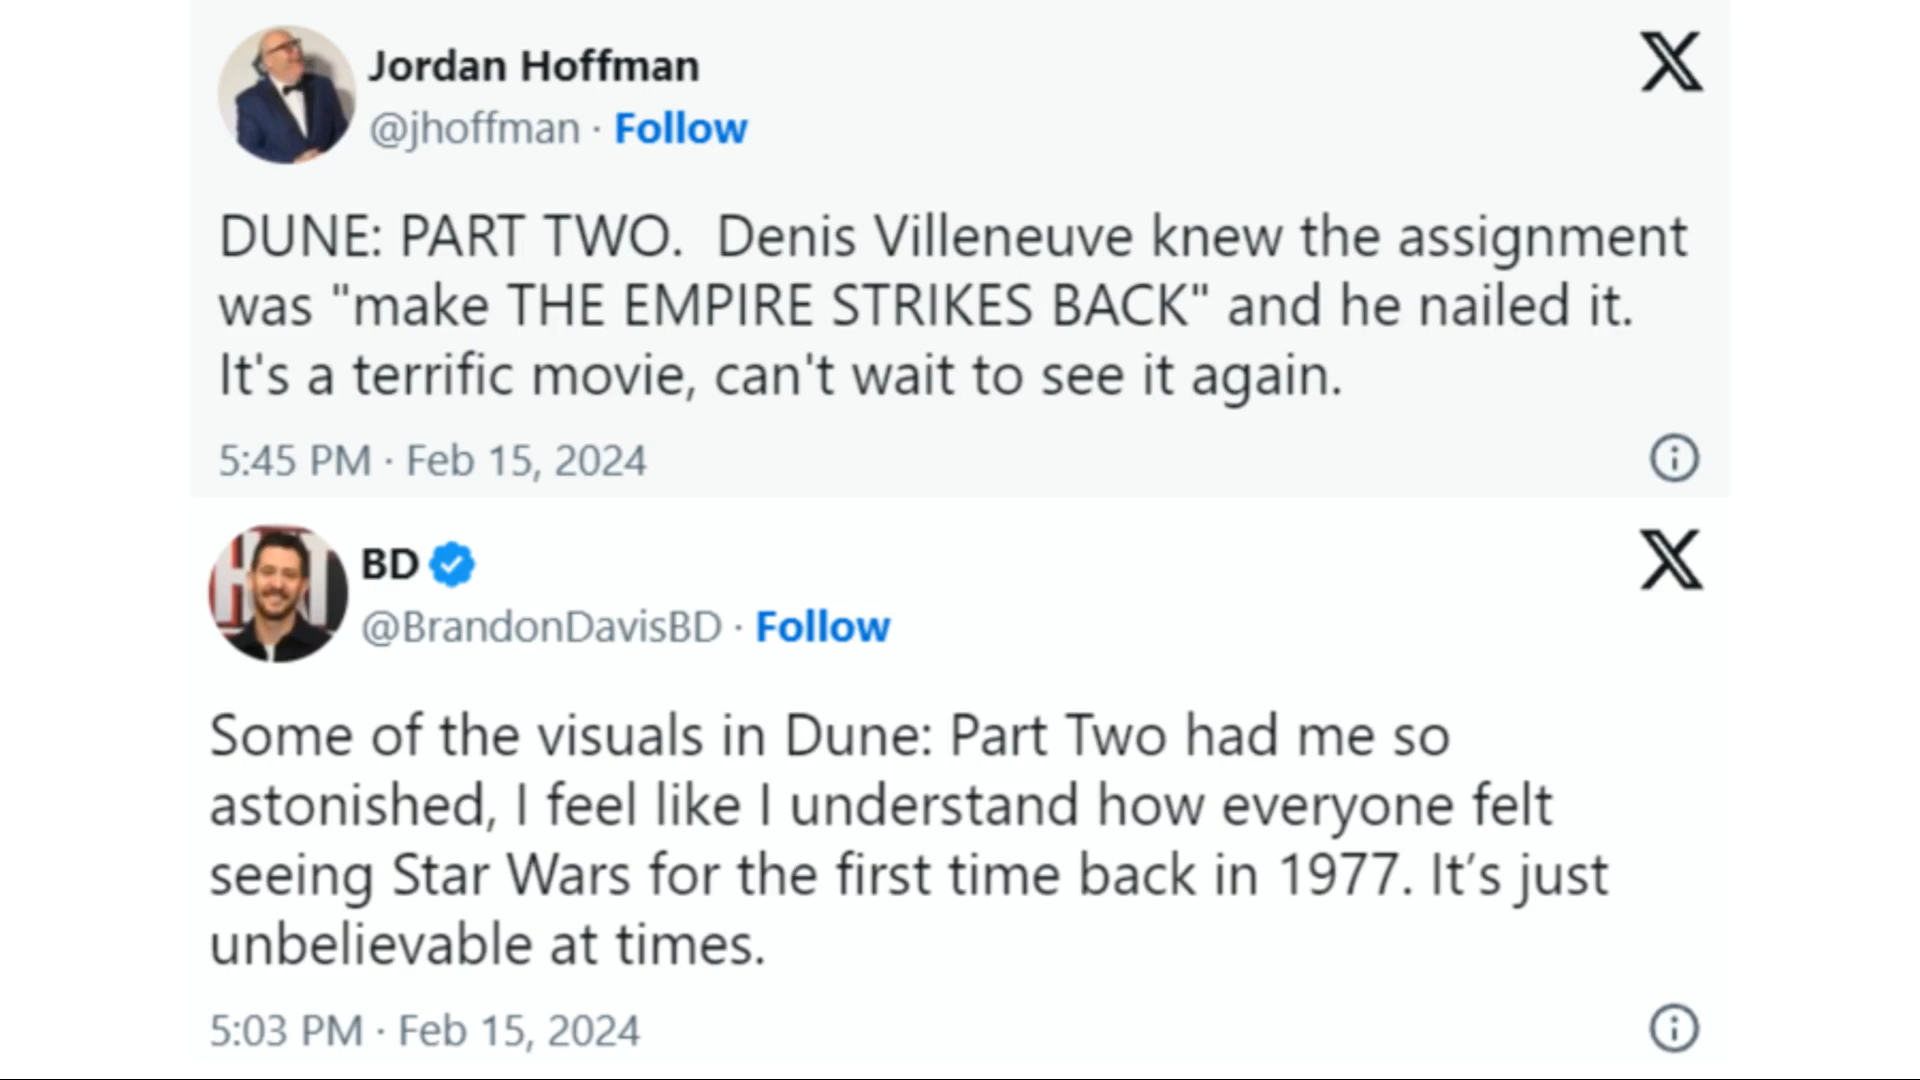 Jordan Hoffman
@jhoffman · Follow
DUNE: PART TWO.  Denis Villeneuve knew the assignment
was "make THE EMPIRE STRIKES BACK" and he nailed it.
It's a terrific movie, can't wait to see it again.
5:45 PM · Feb 15, 2024
BD
@BrandonDavisBD · Follow
Some of the visuals in Dune: Part Two had me so
astonished, I feel like I understand how everyone felt
seeing Star Wars for the first time back in 1977. It’s just
unbelievable at times.
5:03 PM · Feb 15, 2024